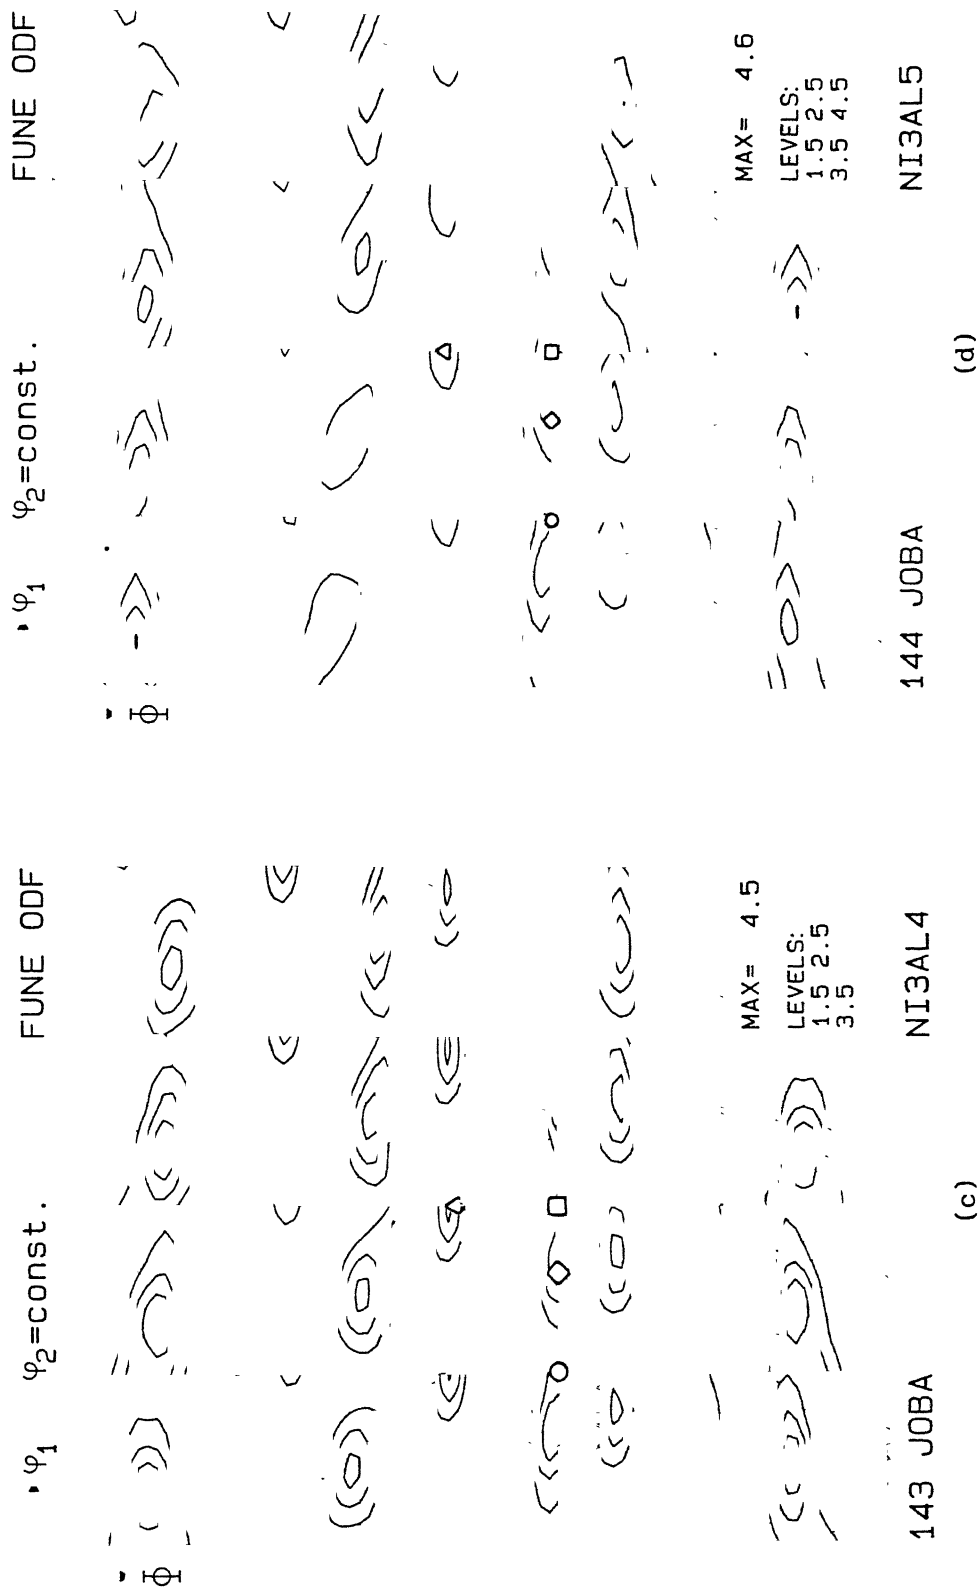 φ1 φ2=const. FUNE ODF
Φ
MAX= 4.5
LEVELS:
1.5 2.5
3.5
143 JOBA NI3AL4
(c)
φ1 φ2=const. FUNE ODF
Φ
MAX= 4.6
LEVELS:
1.5 2.5
3.5 4.5
144 JOBA NI3AL5
(d)